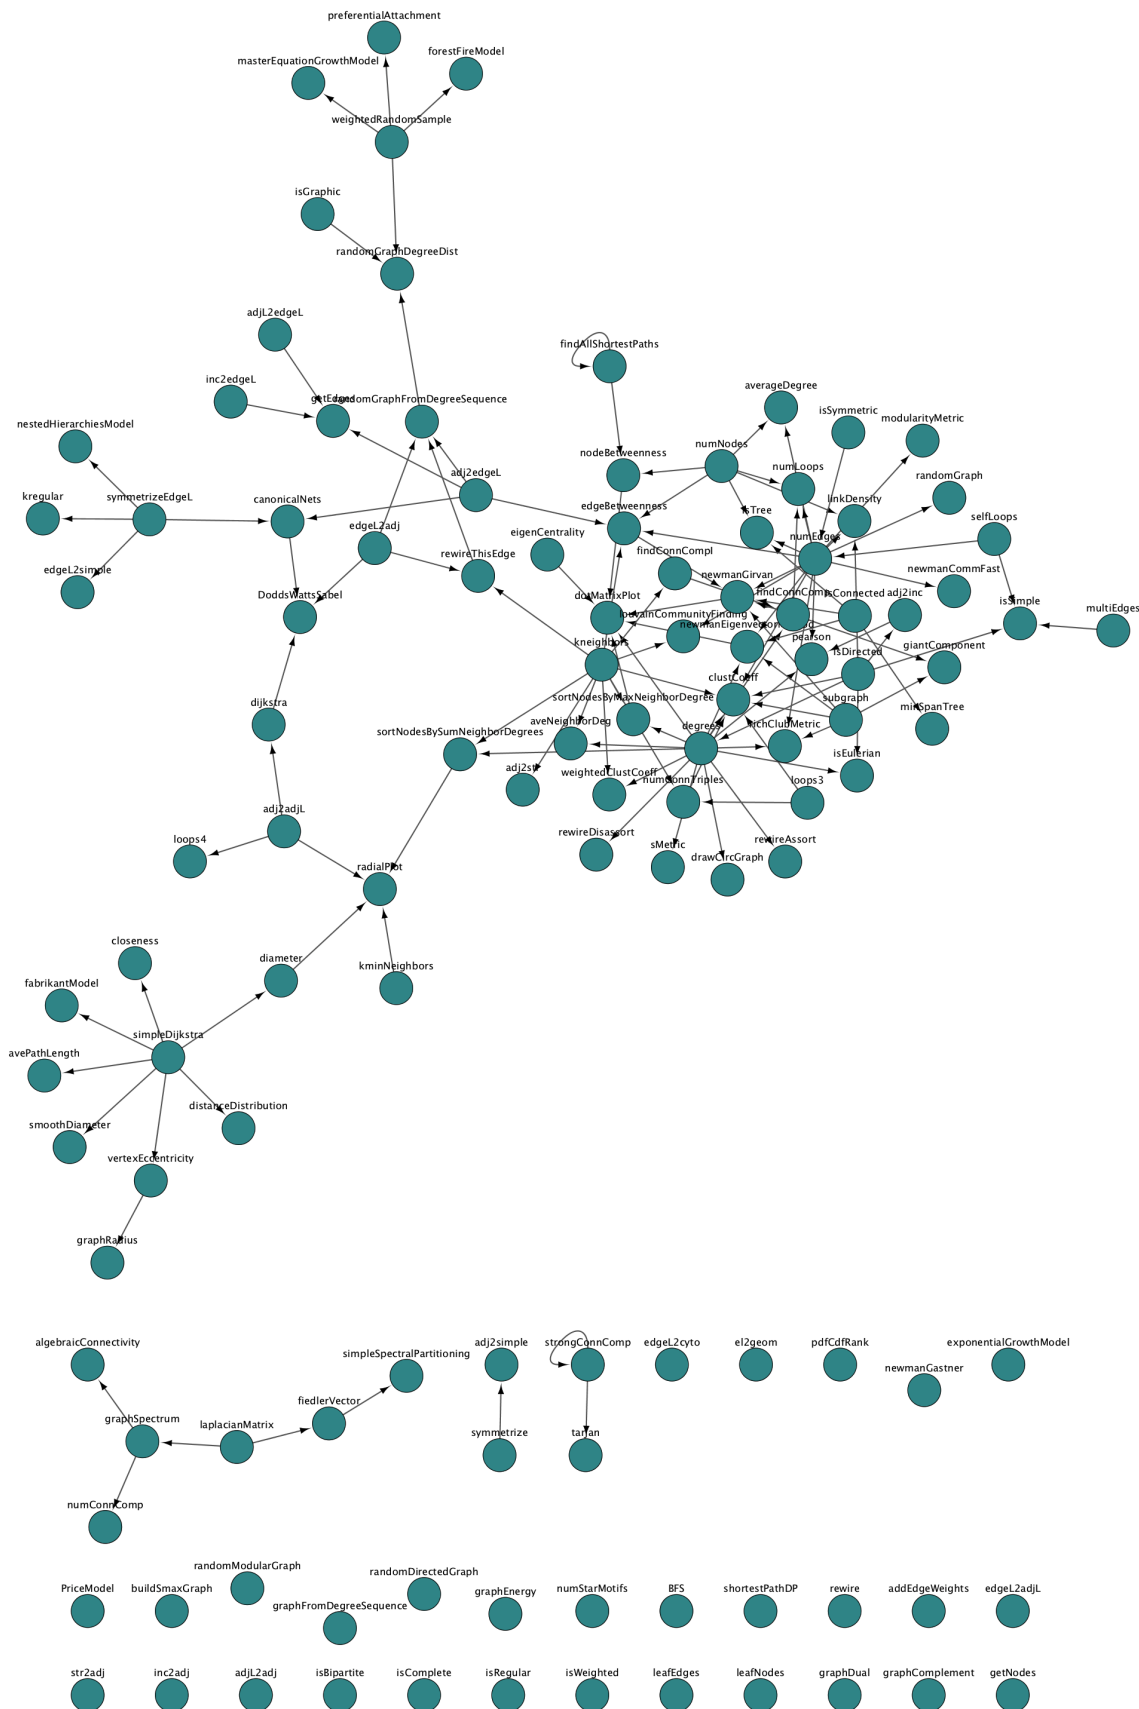 preferentialAttachment
forestFireModel
masterEquationGrowthModel
weightedRandomSample
isGraphic
randomGraphDegreeDist
adjL2edgeL
findAllShortestPaths
inc2edgeL
getEdges
randomGraphFromDegreeSequence
averageDegree
isSymmetric
modularityMetric
nestedHierarchiesModel
numNodes
nodeBetweenness
adj2edgeL
numLoops
randomGraph
kregular
symmetrizeEdgeL
canonicalNets
edgeBetweenness
linkDensity
isTree
selfLoops
edgeL2adj
eigenCentrality
numEdges
rewireThisEdge
findConnCompI
edgeL2simple
newmanGirvan
newmanCommFast
DoddsWattsSabel
dotMatrixPlot
findConnComp
isConnected
adj2inc
isSimple
multiEdges
louvainCommunityFinding
kneighbors
pearson
giantComponent
isDirected
clustCoeff
dijkstra
sortNodesByMaxNeighborDegree
subgraph
minSpanTree
sortNodesBySumNeighborDegrees
aveNeighborDeg
degrees
richClubMetric
isEulerian
adj2str
weightedClustCoeff
numConnTriples
loops3
adj2adjL
loops4
rewireDisassort
sMetric
drawCircGraph
rewireAssort
radialPlot
closeness
diameter
kminNeighbors
fabrikantModel
simpleDijkstra
avePathLength
distanceDistribution
smoothDiameter
vertexEccentricity
graphRadius
algebraicConnectivity
simpleSpectralPartitioning
adj2simple
strongConnComp
edgeL2cyto
el2geom
pdfCdfRank
newmanGastner
exponentialGrowthModel
graphSpectrum
laplacianMatrix
fiedlerVector
symmetrize
tarjan
numConnComp
PriceModel
buildSmaxGraph
randomModularGraph
graphFromDegreeSequence
randomDirectedGraph
graphEnergy
numStarMotifs
BFS
shortestPathDP
rewire
addEdgeWeights
edgeL2adjL
str2adj
inc2adj
adjL2adj
isBipartite
isComplete
isRegular
isWeighted
leafEdges
leafNodes
graphDual
graphComplement
getNodes